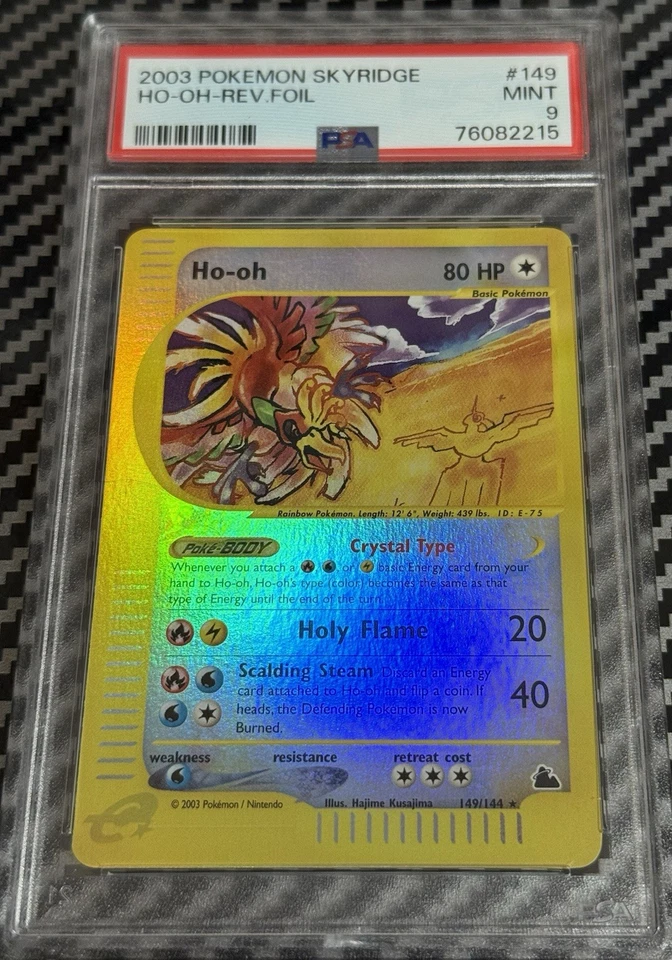 2003 POKEMON SKYRIDGE #149
HO-OH-REV.FOIL MINT
9
PSA 76082215
Ho-oh 80 HP
Basic Pokémon
Rainbow Pokémon. Length: 12' 6", Weight: 439 lbs. ID: E-75
Poké-BODY Crystal Type
Whenever you attach a or basic Energy card from your
hand to Ho-oh, Ho-oh's type (color) becomes the same as that
type of Energy until the end of the turn.
Holy Flame 20
Scalding Steam Discard an Energy
card attached to Ho-oh and flip a coin. If
heads, the Defending Pokémon is now
Burned.
40
weakness resistance retreat cost
© 2003 Pokémon / Nintendo Illus. Hajime Kusajima 149/144
e